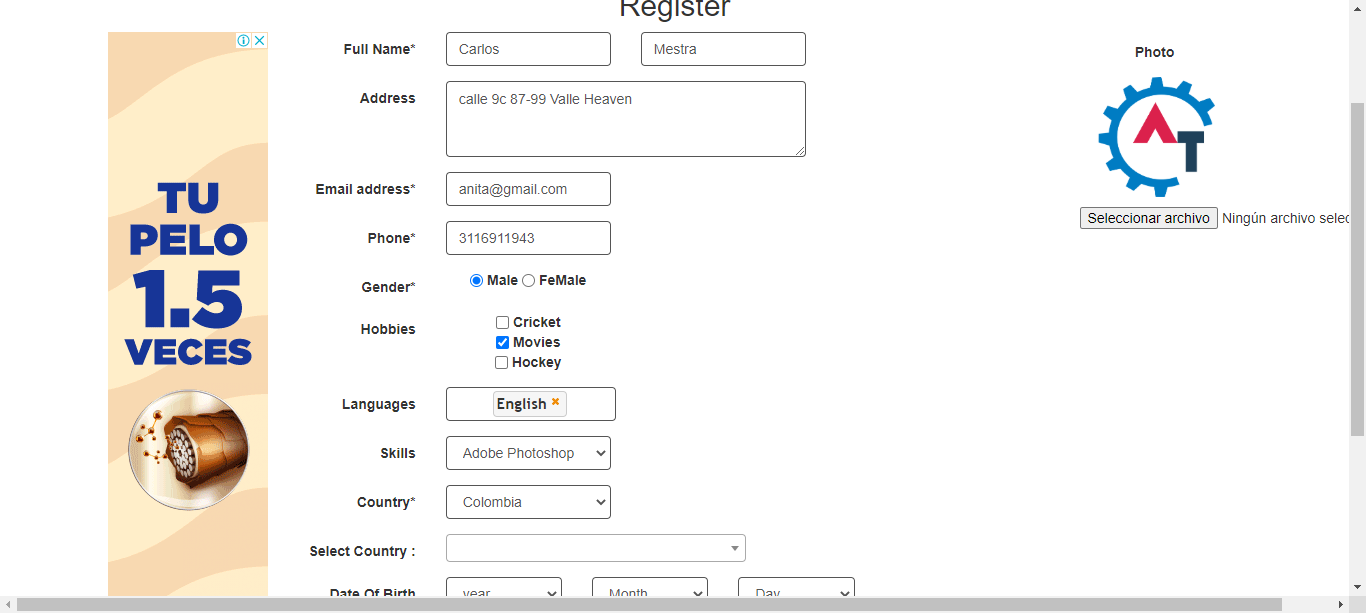 Register
TU
PELO
1.5
VECES
Full Name*
Carlos
Mestra
Address
calle 9c 87-99 Valle Heaven
Email address*
anita@gmail.com
Phone*
3116911943
Gender*
Male FeMale
Hobbies
Cricket
Movies
Hockey
Languages
English
Skills
Adobe Photoshop
Country*
Colombia
Select Country :
Date Of Birth
year
Month
Day
Photo
AT
Seleccionar archivo Ningún archivo selec